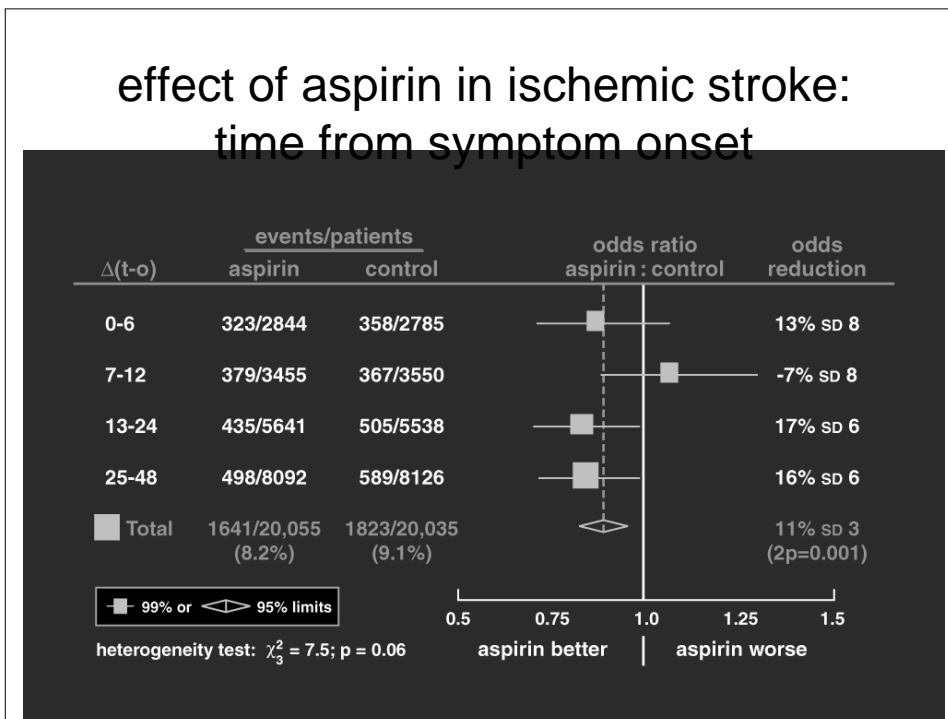 effect of aspirin in ischemic stroke:
time from symptom onset
events/patients
odds ratio
odds
Δ(t-o)
aspirin
control
aspirin : control
reduction
0-6 323/2844 358/2785 13% SD 8
7-12 379/3455 367/3550 -7% SD 8
13-24 435/5641 505/5538 17% SD 6
25-48 498/8092 589/8126 16% SD 6
Total 1641/20,055 1823/20,035 11% SD 3
(8.2%) (9.1%) (2p=0.001)
99% or 95% limits
0.5 0.75 1.0 1.25 1.5
heterogeneity test: χ²₃ = 7.5; p = 0.06
aspirin better aspirin worse